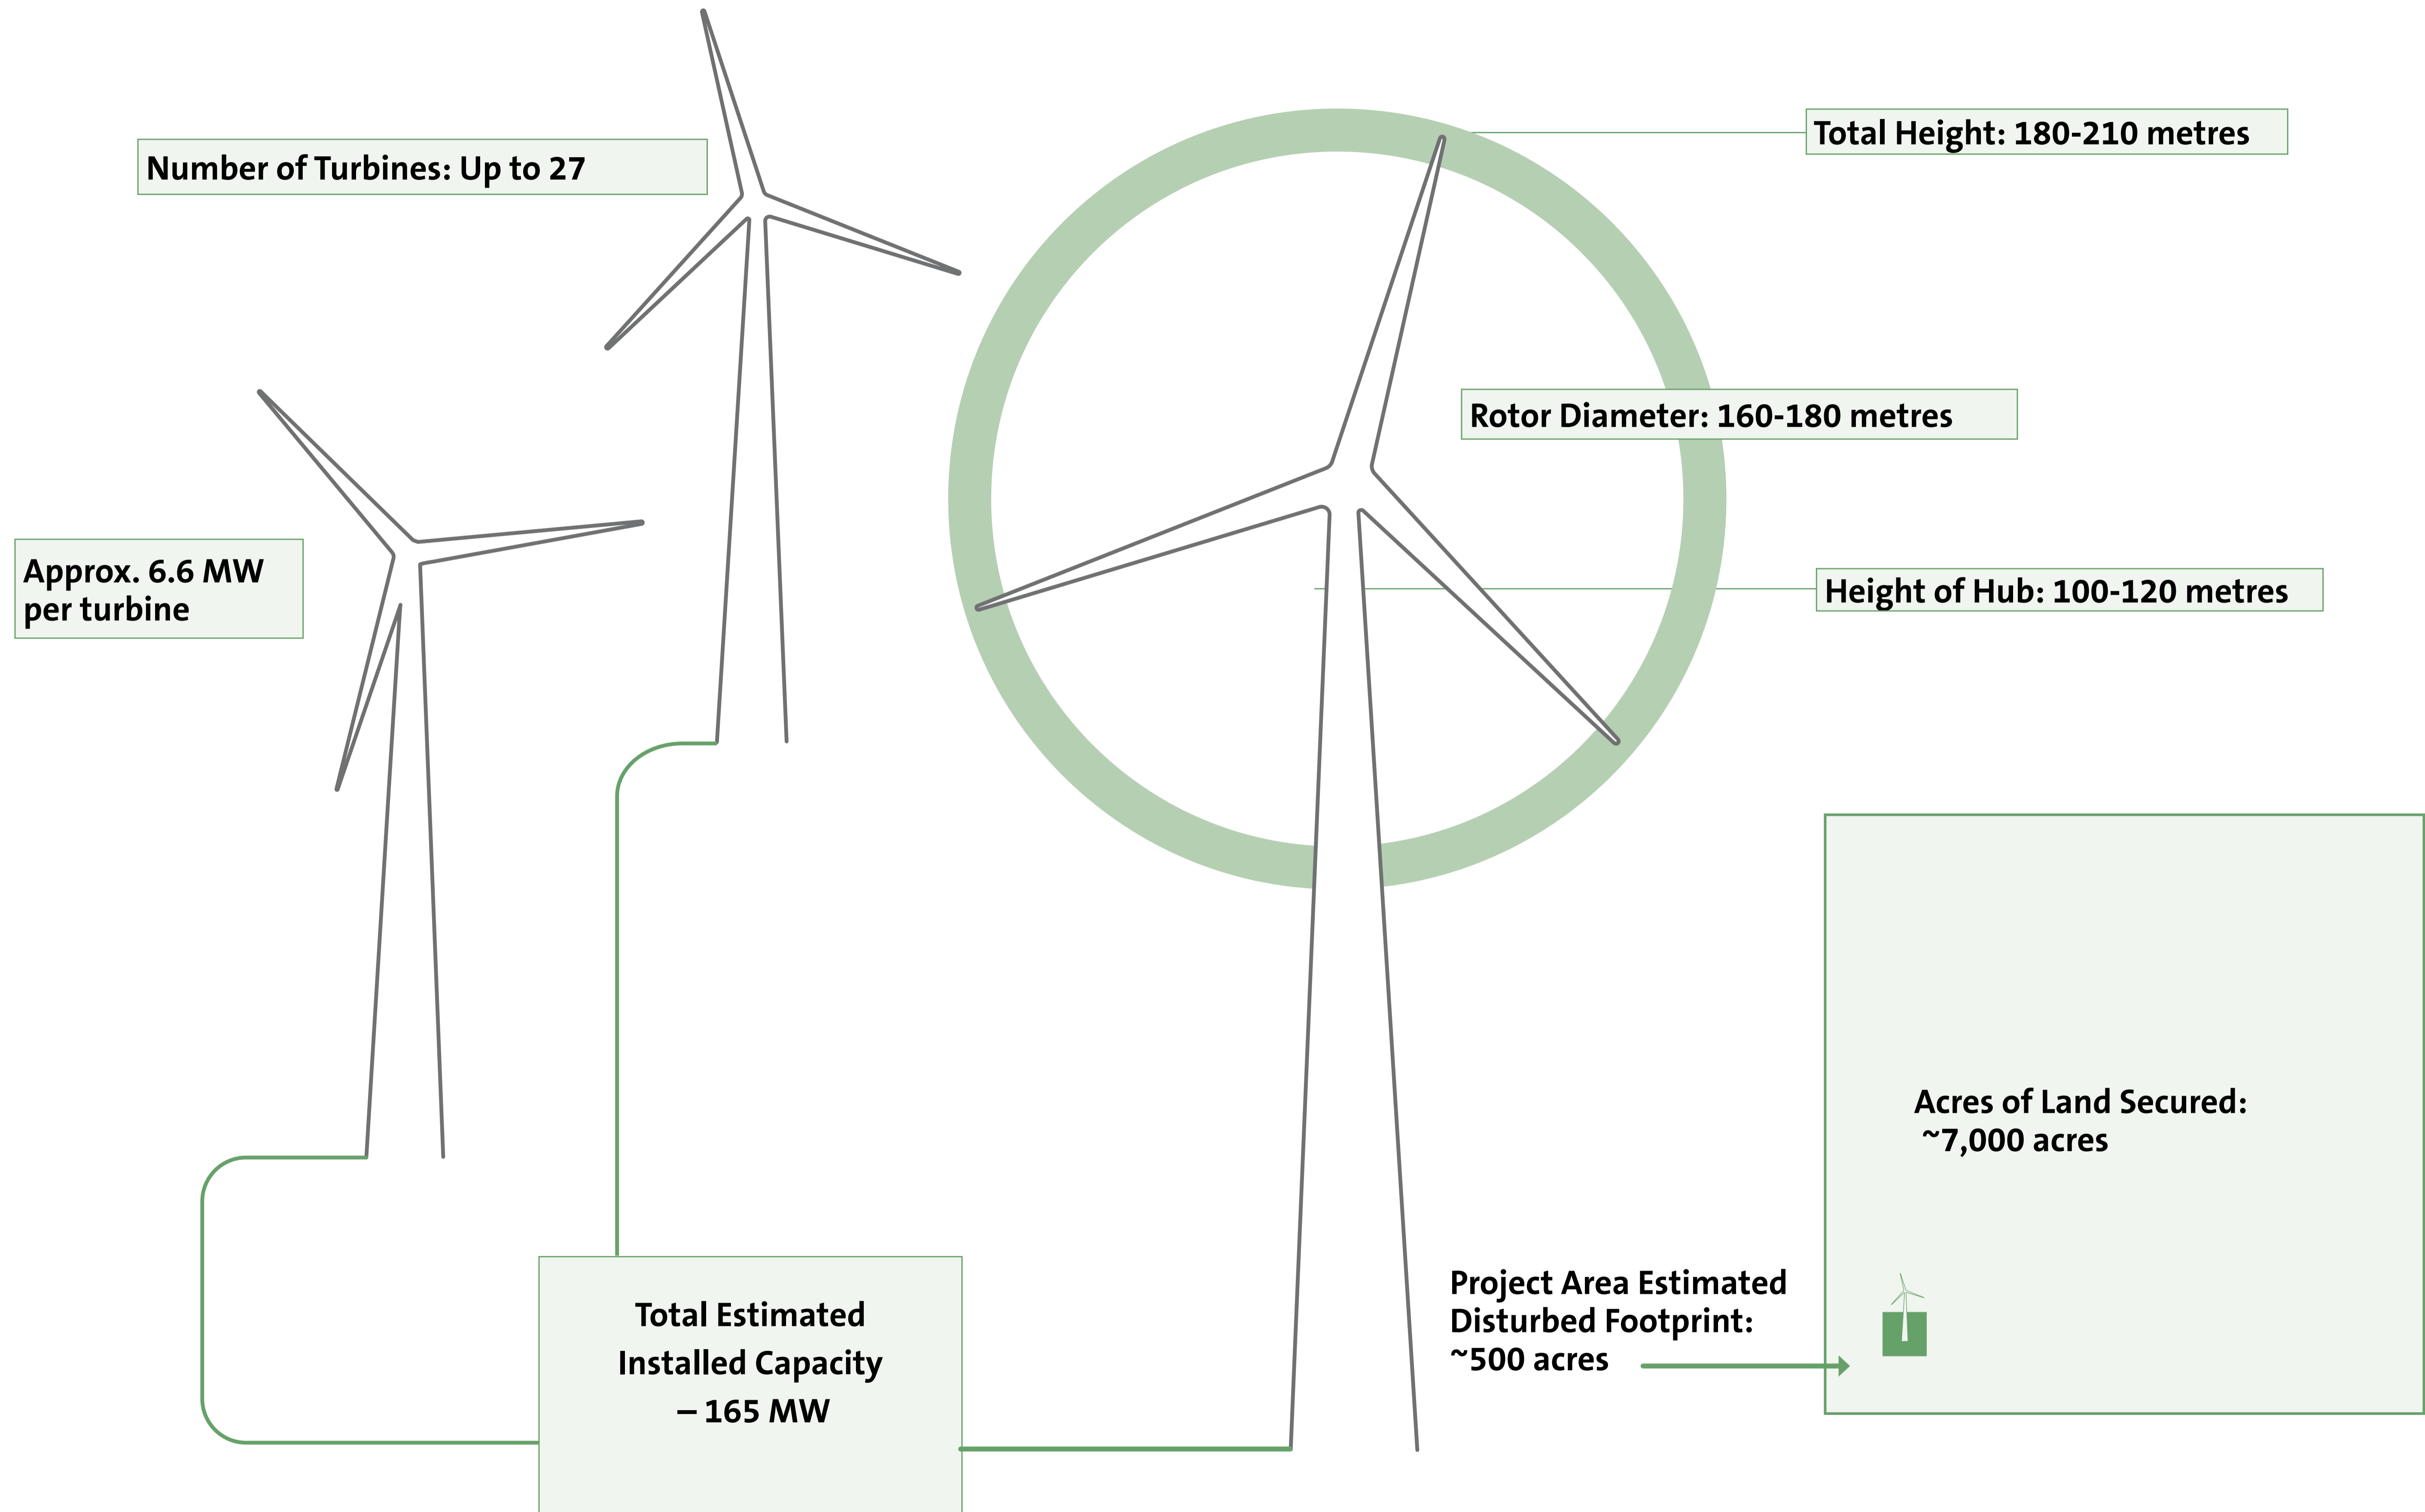 Number of Turbines: Up to 27
Total Height: 180-210 metres
Rotor Diameter: 160-180 metres
Approx. 6.6 MW
per turbine
Height of Hub: 100-120 metres
Acres of Land Secured:
~7,000 acres
Project Area Estimated
Disturbed Footprint:
~500 acres
Total Estimated
Installed Capacity
– 165 MW